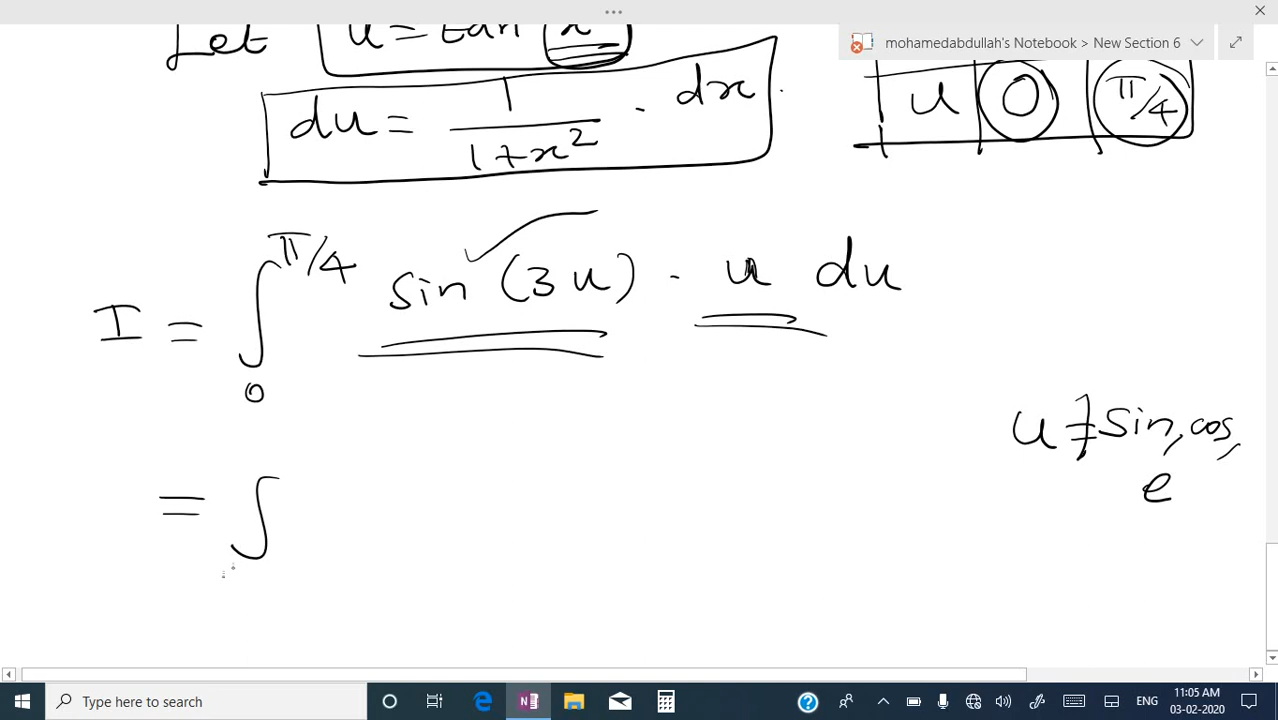 mohamedabdullah's Notebook > New Section 6
Let u = tan x
du = 1/(1+x²) · dx
u 0 π/4
I = ∫₀^(π/4) sin (3u) · u du
u ≠ sin, cos,
e
= ∫
Type here to search
ENG
11:05 AM
03-02-2020